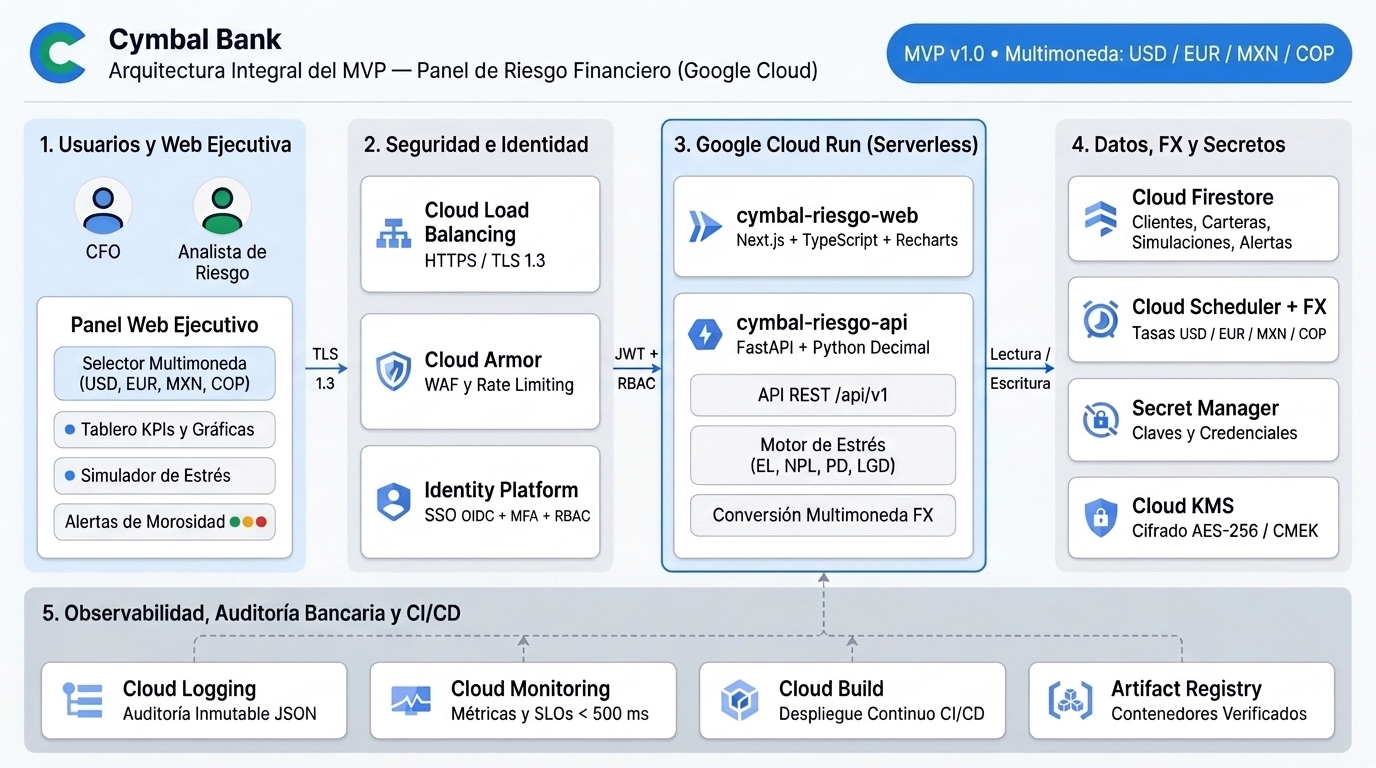 Cymbal Bank
Arquitectura Integral del MVP — Panel de Riesgo Financiero (Google Cloud)
MVP v1.0 • Multimoneda: USD / EUR / MXN / COP
1. Usuarios y Web Ejecutiva
CFO
Analista de
Riesgo
Panel Web Ejecutivo
Selector Multimoneda
(USD, EUR, MXN, COP)
Tablero KPIs y Gráficas
Simulador de Estrés
Alertas de Morosidad
TLS
1.3
2. Seguridad e Identidad
Cloud Load
Balancing
HTTPS / TLS 1.3
Cloud Armor
WAF y Rate Limiting
Identity Platform
SSO OIDC + MFA + RBAC
JWT +
RBAC
3. Google Cloud Run (Serverless)
cymbal-riesgo-web
Next.js + TypeScript + Recharts
cymbal-riesgo-api
FastAPI + Python Decimal
API REST /api/v1
Motor de Estrés
(EL, NPL, PD, LGD)
Conversión Multimoneda FX
Lectura /
Escritura
4. Datos, FX y Secretos
Cloud Firestore
Clientes, Carteras,
Simulaciones, Alertas
Cloud Scheduler + FX
Tasas USD / EUR / MXN / COP
Secret Manager
Claves y Credenciales
Cloud KMS
Cifrado AES-256 / CMEK
5. Observabilidad, Auditoría Bancaria y CI/CD
Cloud Logging
Auditoría Inmutable JSON
Cloud Monitoring
Métricas y SLOs < 500 ms
Cloud Build
Despliegue Continuo CI/CD
Artifact Registry
Contenedores Verificados